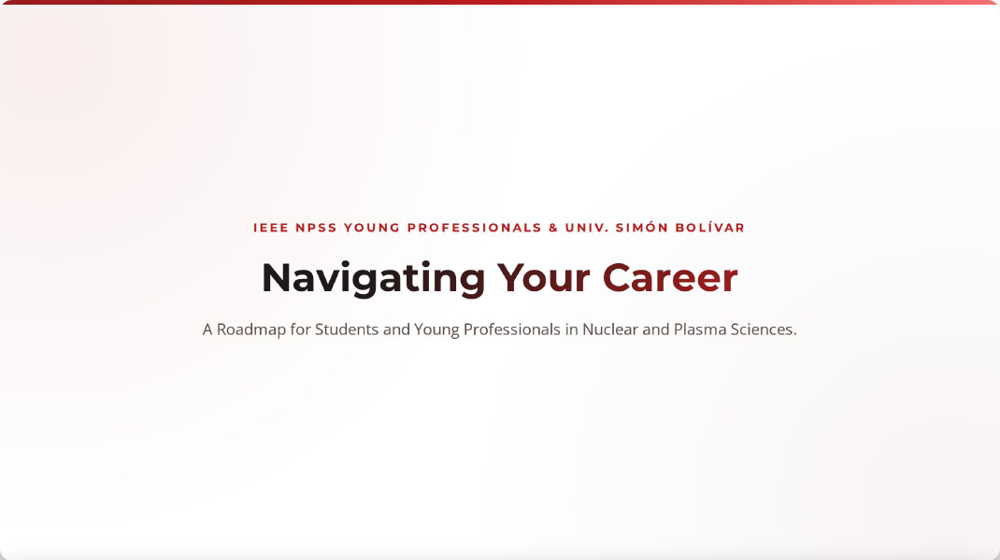 IEEE NPSS YOUNG PROFESSIONALS & UNIV. SIMÓN BOLÍVAR
Navigating Your Career
A Roadmap for Students and Young Professionals in Nuclear and Plasma Sciences.